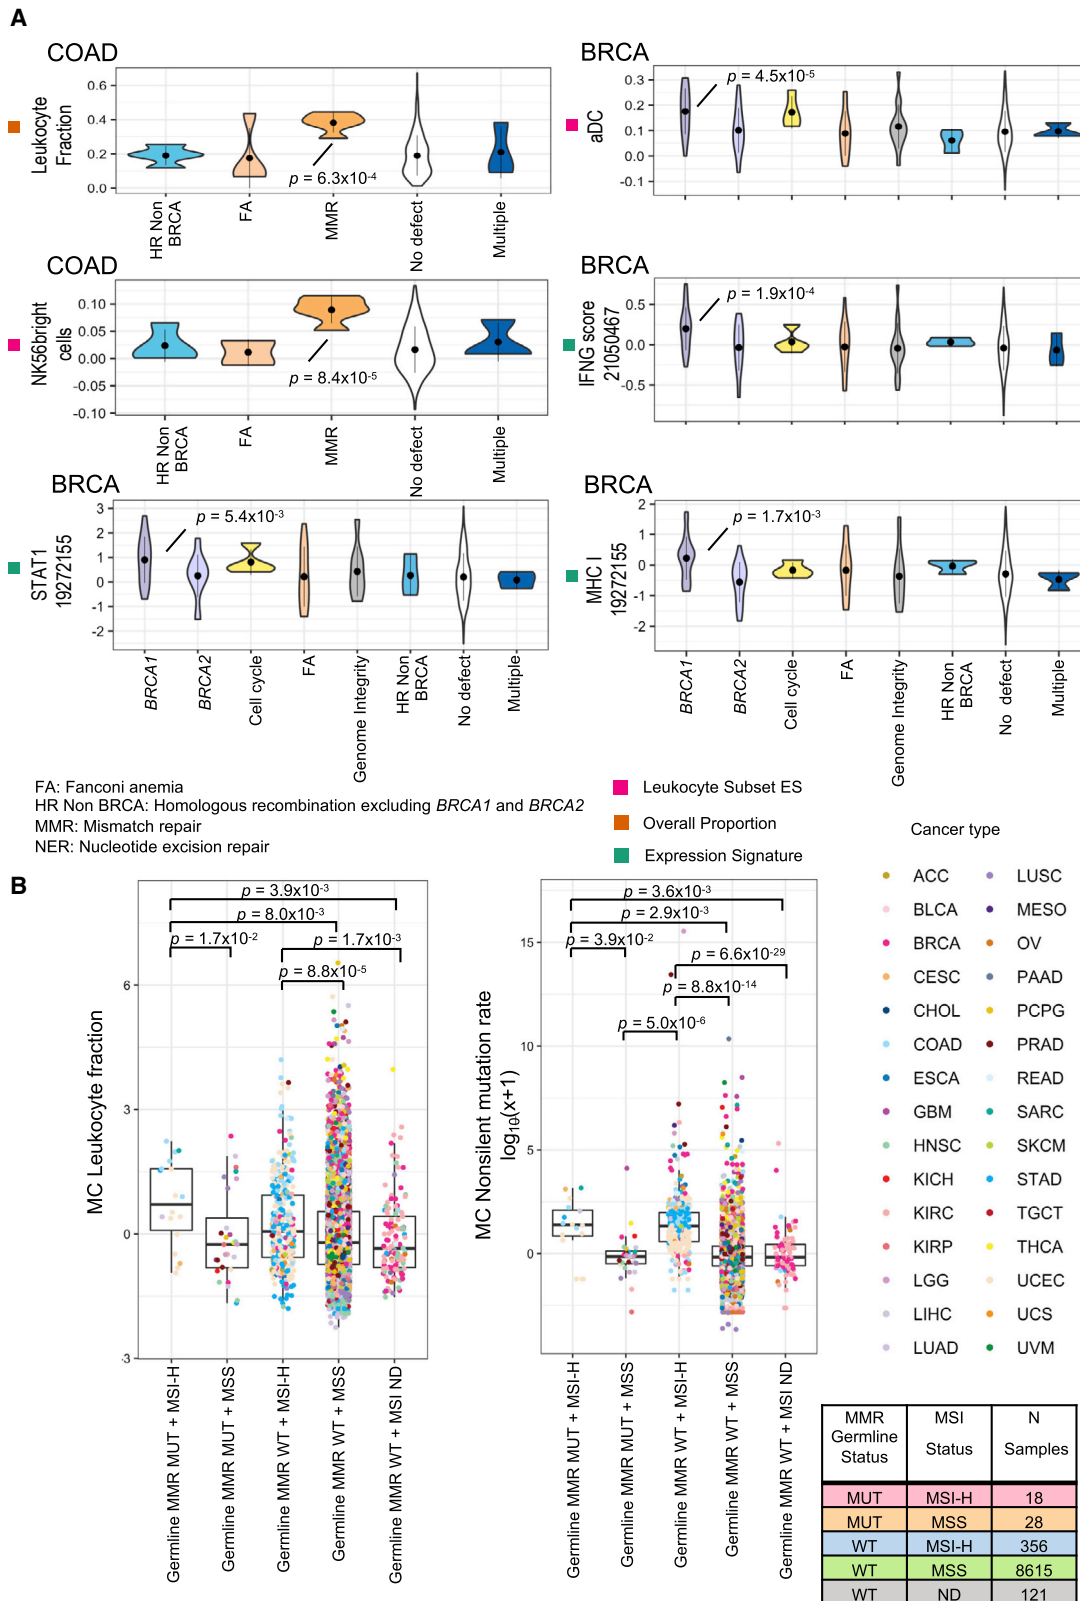 A
COAD
Leukocyte
Fraction
0.6
0.4
0.2
0.0
p = 6.3x10-4
HR Non
BRCA
FA
MMR
No defect
Multiple
BRCA
aDC
0.3
0.2
0.1
0.0
-0.1
p = 4.5x10-5
COAD
NK56bright
cells
0.10
0.05
0.00
-0.05
-0.10
p = 8.4x10-5
HR Non
BRCA
FA
MMR
No defect
Multiple
BRCA
IFNG score
21050467
0.5
0.0
-0.5
p = 1.9x10-4
BRCA
STAT1
19272155
3
2
1
0
-1
-2
p = 5.4x10-3
BRCA1
BRCA2
Cell cycle
FA
Genome Integrity
HR Non
BRCA
No defect
Multiple
BRCA
MHC I
19272155
2
1
0
-1
-2
p = 1.7x10-3
BRCA1
BRCA2
Cell cycle
FA
Genome Integrity
HR Non
BRCA
No defect
Multiple
FA: Fanconi anemia
HR Non BRCA: Homologous recombination excluding BRCA1 and BRCA2
MMR: Mismatch repair
NER: Nucleotide excision repair
Leukocyte Subset ES
Overall Proportion
Expression Signature
B
MC Leukocyte fraction
6
3
0
-3
p = 3.9x10-3
p = 8.0x10-3
p = 1.7x10-2
p = 1.7x10-3
p = 8.8x10-5
Germline MMR MUT + MSI-H
Germline MMR MUT + MSS
Germline MMR WT + MSI-H
Germline MMR WT + MSS
Germline MMR WT + MSI ND
MC Nonsilent mutation rate
log10(x+1)
15
10
5
0
p = 3.6x10-3
p = 2.9x10-3
p = 3.9x10-2
p = 6.6x10-29
p = 8.8x10-14
p = 5.0x10-6
Germline MMR MUT + MSI-H
Germline MMR MUT + MSS
Germline MMR WT + MSI-H
Germline MMR WT + MSS
Germline MMR WT + MSI ND
Cancer type
ACC
BLCA
BRCA
CESC
CHOL
COAD
ESCA
GBM
HNSC
KICH
KIRC
KIRP
LGG
LIHC
LUAD
LUSC
MESO
OV
PAAD
PCPG
PRAD
READ
SARC
SKCM
STAD
TGCT
THCA
UCEC
UCS
UVM
MMR Germline Status MSI Status N Samples
MUT MSI-H 18
MUT MSS 28
WT MSI-H 356
WT MSS 8615
WT ND 121